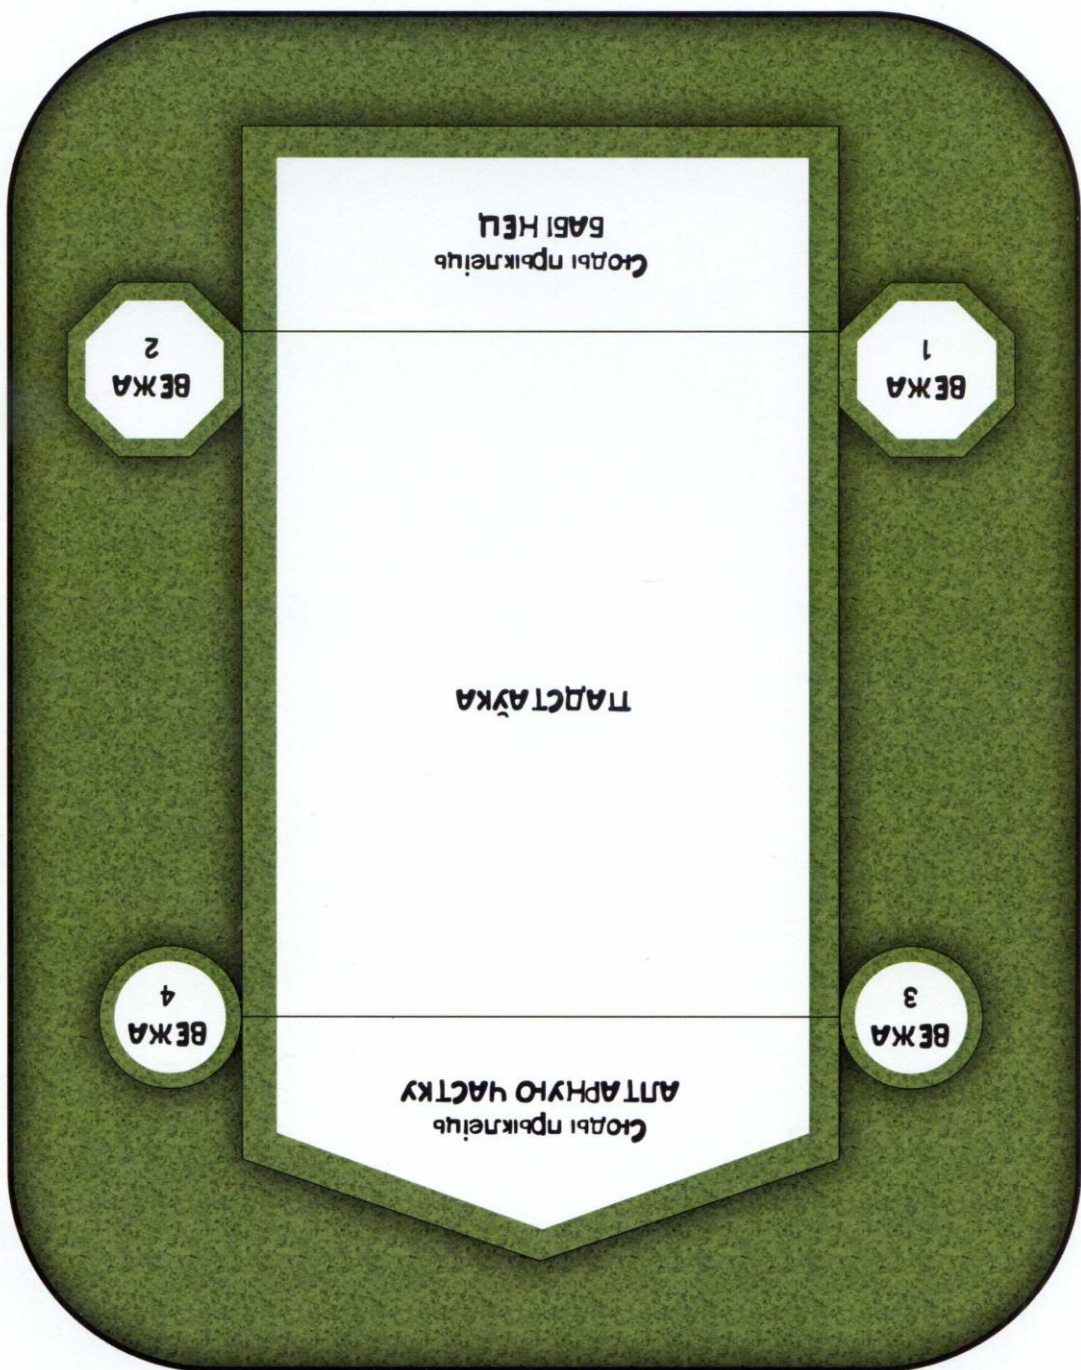 Сюды прыклеіць
АЛТАРНУЮ ЧАСТКУ
ВЕЖА
3
ВЕЖА
4
ПАДСТАЎКА
ВЕЖА
1
ВЕЖА
2
Сюды прыклеіць
БАБІНЕЦ